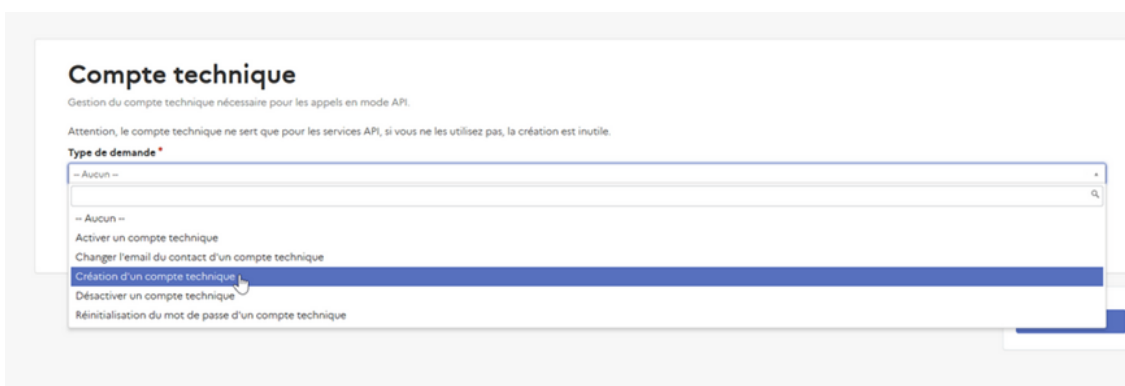 Compte technique
Gestion du compte technique nécessaire pour les appels en mode API.
Attention, le compte technique ne sert que pour les services API, si vous ne les utilisez pas, la création est inutile.
Type de demande *
-- Aucun --
-- Aucun --
Activer un compte technique
Changer l'email du contact d'un compte technique
Création d'un compte technique
Désactiver un compte technique
Réinitialisation du mot de passe d'un compte technique